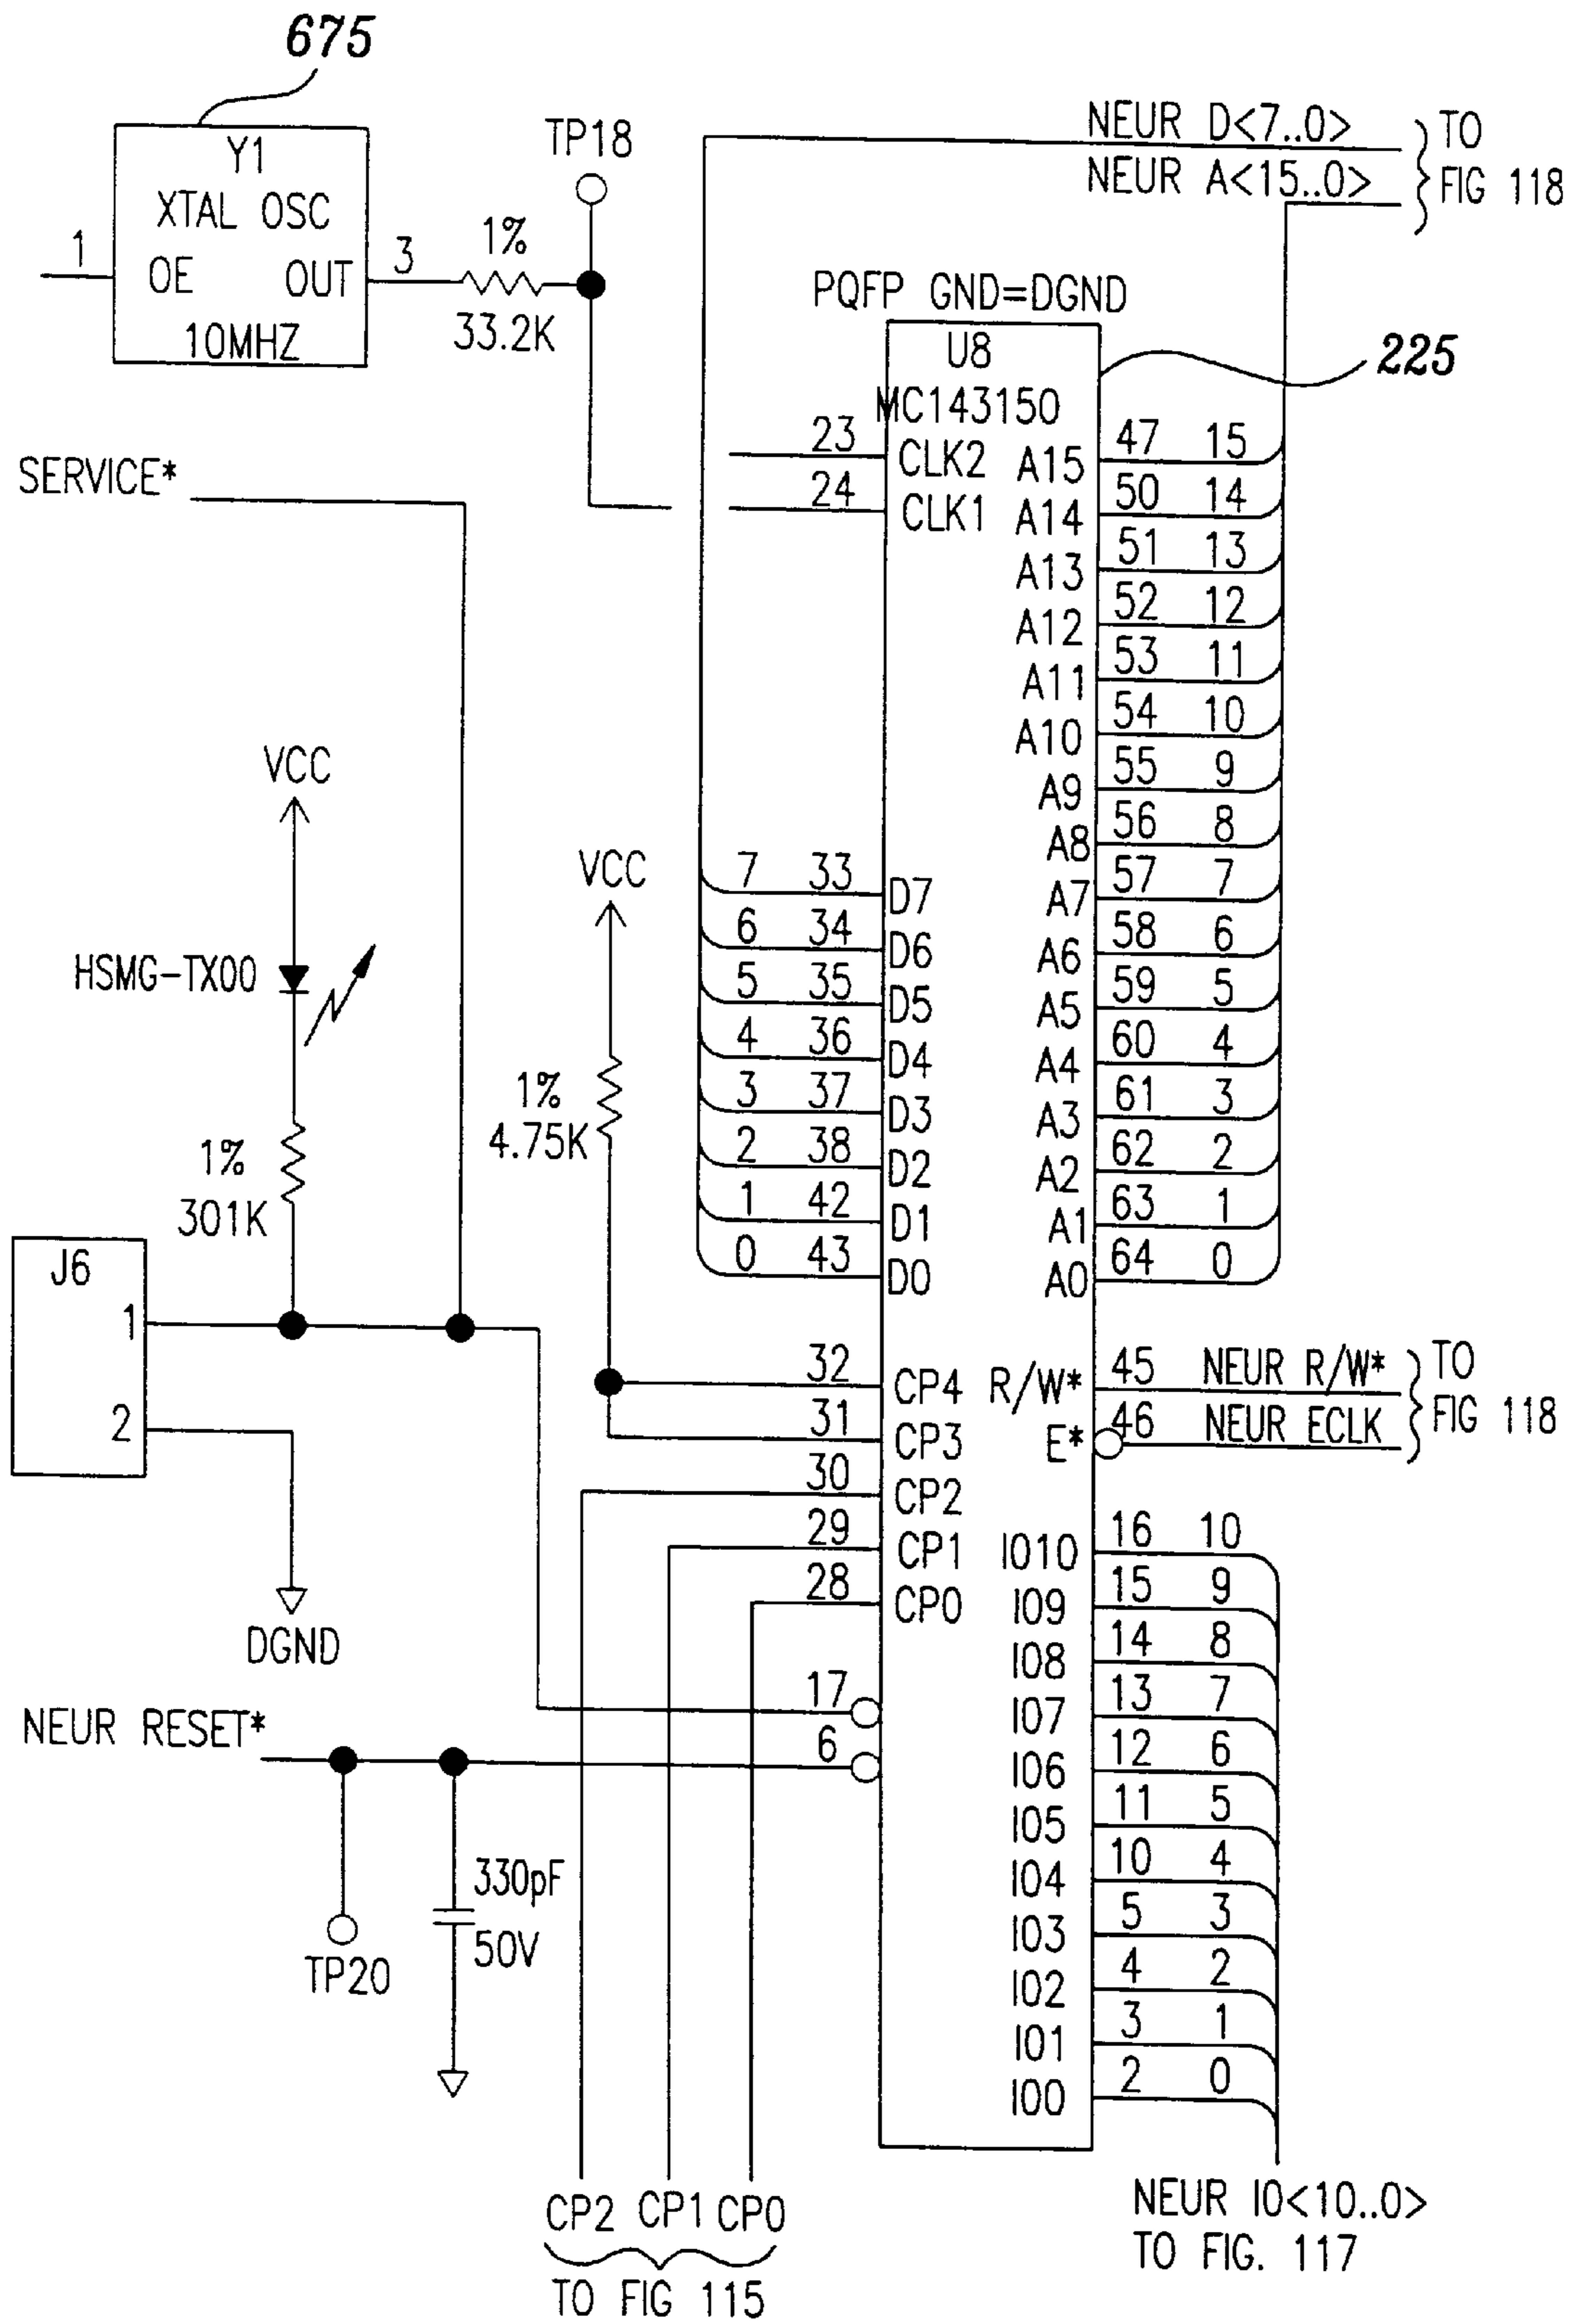 675
Y1
XTAL OSC
1
OE OUT
3
10MHZ
1%
33.2K
TP18
NEUR D<7..0>
NEUR A<15..0>
TO
FIG 118
PQFP GND=DGND
U8
MC143150
225
23 CLK2
24 CLK1
A15 47 15
A14 50 14
A13 51 13
A12 52 12
A11 53 11
A10 54 10
A9 55 9
A8 56 8
A7 57 7
A6 58 6
A5 59 5
A4 60 4
A3 61 3
A2 62 2
A1 63 1
A0 64 0
SERVICE*
VCC
HSMG-TX00
1%
301K
J6
1
2
DGND
VCC
1%
4.75K
7 33 D7
6 34 D6
5 35 D5
4 36 D4
3 37 D3
2 38 D2
1 42 D1
0 43 D0
32 CP4
31 CP3
30 CP2
29 CP1
28 CP0
17
6
R/W* 45 NEUR R/W*
E* 46 NEUR ECLK
TO
FIG 118
IO10 16 10
IO9 15 9
IO8 14 8
IO7 13 7
IO6 12 6
IO5 11 5
IO4 10 4
IO3 5 3
IO2 4 2
IO1 3 1
IO0 2 0
NEUR RESET*
TP20
330pF
50V
CP2 CP1 CP0
TO FIG 115
NEUR IO<10..0>
TO FIG. 117